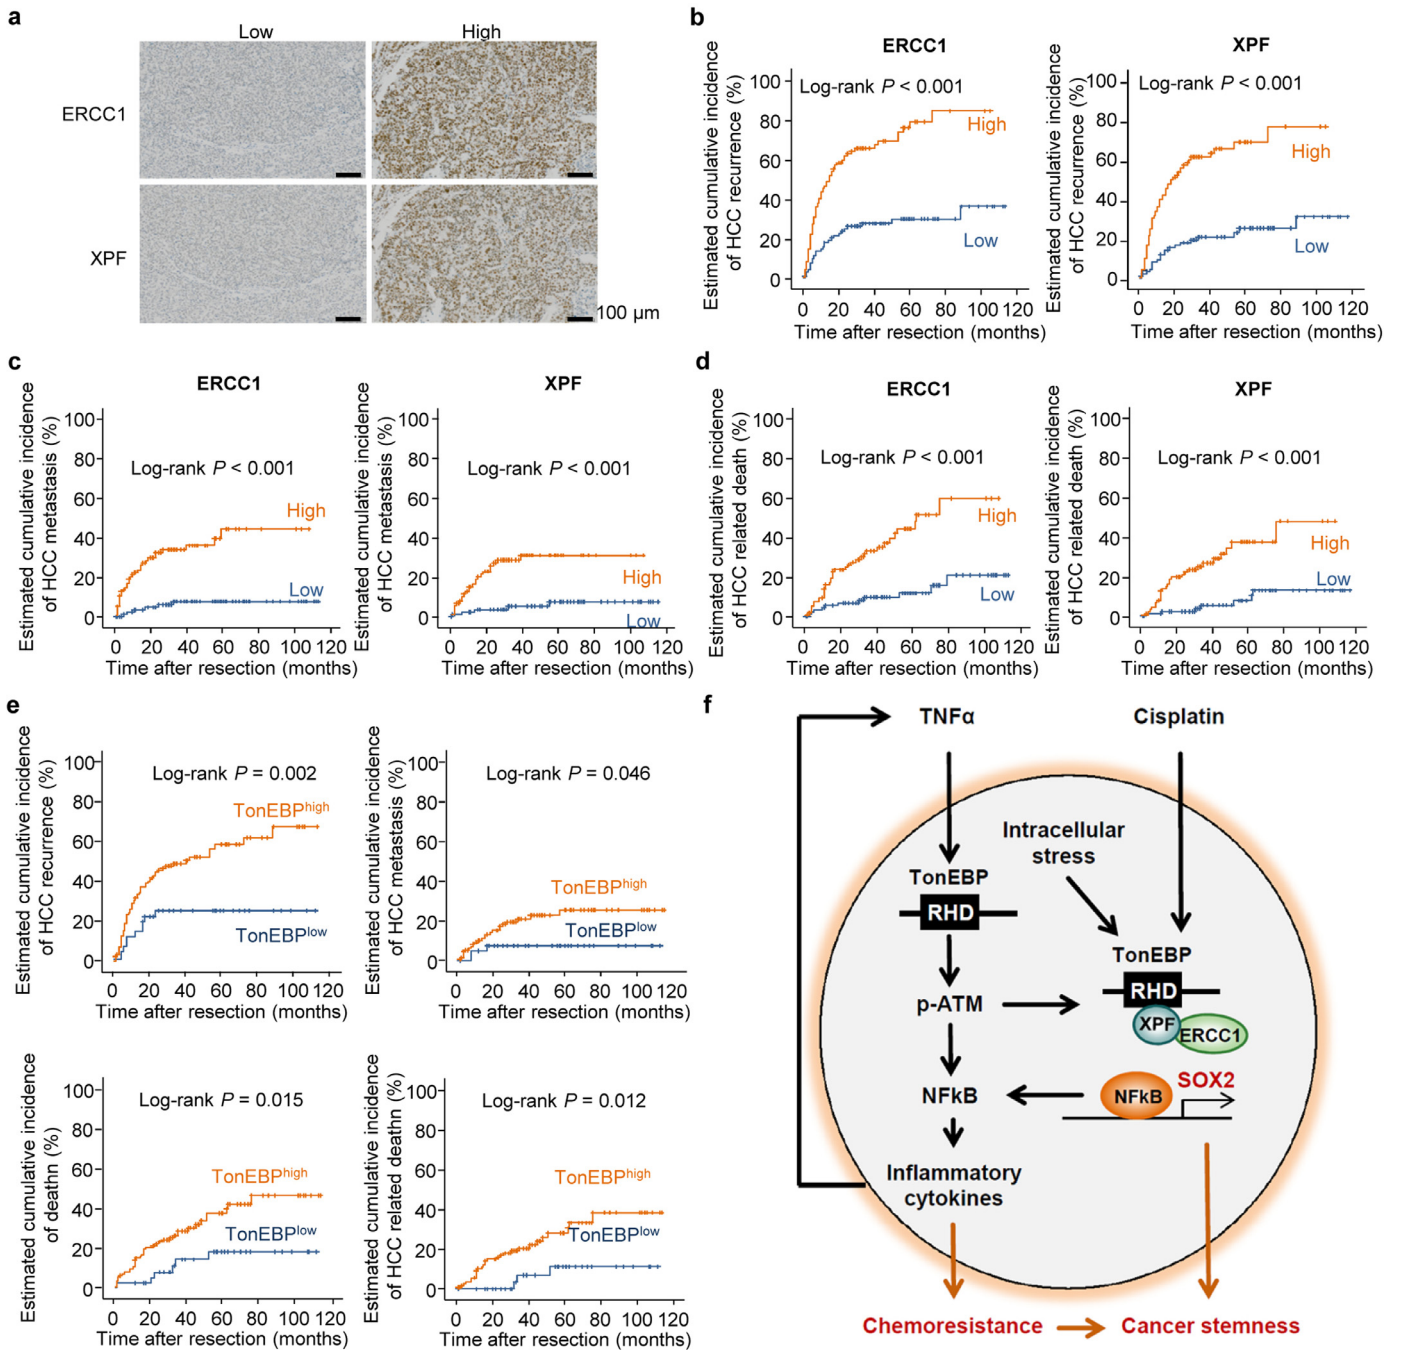 a
Low High
ERCC1
XPF
100 µm
b
ERCC1
Estimated cumulative incidence
of HCC recurrence (%)
100
80
60
40
20
0
Log-rank P < 0.001
High
Low
0 20 40 60 80 100 120
Time after resection (months)
XPF
Estimated cumulative incidence
of HCC recurrence (%)
100
80
60
40
20
0
Log-rank P < 0.001
High
Low
0 20 40 60 80 100 120
Time after resection (months)
c
ERCC1
Estimated cumulative incidence
of HCC metastasis (%)
100
80
60
40
20
0
Log-rank P < 0.001
High
Low
0 20 40 60 80 100 120
Time after resection (months)
XPF
Estimated cumulative incidence
of HCC metastasis (%)
100
80
60
40
20
0
Log-rank P < 0.001
High
Low
0 20 40 60 80 100 120
Time after resection (months)
d
ERCC1
Estimated cumulative incidence
of HCC related death (%)
100
80
60
40
20
0
Log-rank P < 0.001
High
Low
0 20 40 60 80 100 120
Time after resection (months)
XPF
Estimated cumulative incidence
of HCC related death (%)
100
80
60
40
20
0
Log-rank P < 0.001
High
Low
0 20 40 60 80 100 120
Time after resection (months)
e
Estimated cumulative incidence
of HCC recurrence (%)
100
80
60
40
20
0
Log-rank P = 0.002
TonEBPhigh
TonEBPlow
0 20 40 60 80 100 120
Time after resection (months)
Estimated cumulative incidence
of HCC metastasis (%)
100
80
60
40
20
0
Log-rank P = 0.046
TonEBPhigh
TonEBPlow
0 20 40 60 80 100 120
Time after resection (months)
Estimated cumulative incidence
of deathn (%)
100
80
60
40
20
0
Log-rank P = 0.015
TonEBPhigh
TonEBPlow
0 20 40 60 80 100 120
Time after resection (months)
Estimated cumulative incidence
of HCC related deathn (%)
100
80
60
40
20
0
Log-rank P = 0.012
TonEBPhigh
TonEBPlow
0 20 40 60 80 100 120
Time after resection (months)
f
TNFα Cisplatin
Intracellular
stress
TonEBP
RHD
TonEBP
RHD
p-ATM
XPF
ERCC1
NFkB
NFkB
SOX2
Inflammatory
cytokines
Chemoresistance
Cancer stemness